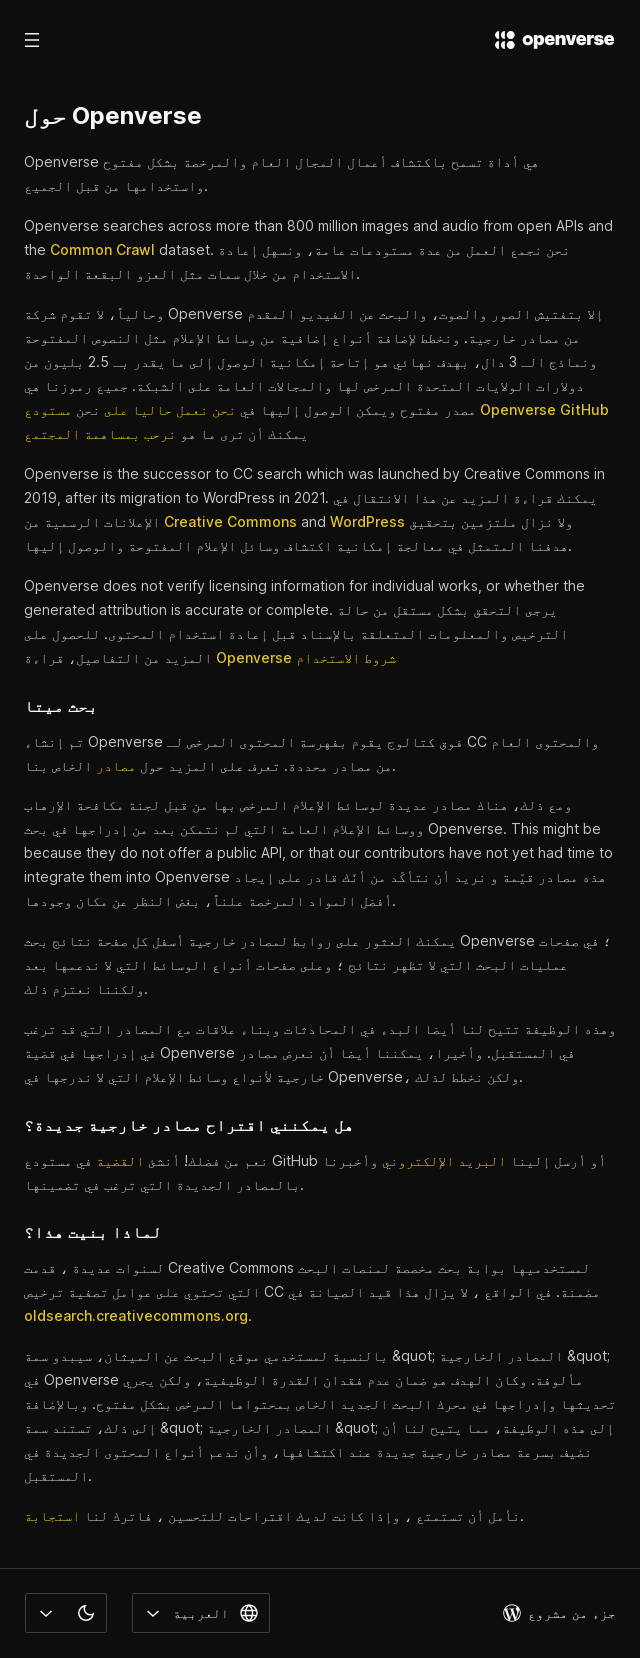 openverse
حول Openverse
Openverse هي أداة تسمح باكتشاف أعمال المجال العام والمرخصة بشكل مفتوح
واستخدامها من قبل الجميع.
Openverse searches across more than 800 million images and audio from open APIs and
the Common Crawl dataset. نحن نجمع العمل من عدة مستودعات عامة، ونسهل إعادة
الاستخدام من خلال سمات مثل العزو البقعة الواحدة.
وحالياً، لا تقوم شركة Openverse إلا بتفتيش الصور والصوت، والبحث عن الفيديو المقدم
من مصادر خارجية. ونخطط لإضافة أنواع إضافية من وسائط الإعلام مثل النصوص المفتوحة
ونماذج الـ 3 دال، بهدف نهائي هو إتاحة إمكانية الوصول إلى ما يقدر بـ 2.5 بليون من
دولارات الولايات المتحدة المرخص لها والمجالات العامة على الشبكة. جميع رموزنا هي
مصدر مفتوح ويمكن الوصول إليها في نحن نعمل حاليا على نحن مستودع Openverse GitHub
يمكنك أن ترى ما هو نرحب بمساهمة المجتمع
Openverse is the successor to CC search which was launched by Creative Commons in
2019, after its migration to WordPress in 2021. يمكنك قراءة المزيد عن هذا الانتقال في
الإعلانات الرسمية من Creative Commons and WordPress ولا نزال ملتزمين بتحقيق
هدفنا المتمثل في معالجة إمكانية اكتشاف وسائل الإعلام المفتوحة والوصول إليها.
Openverse does not verify licensing information for individual works, or whether the
generated attribution is accurate or complete. يرجى التحقق بشكل مستقل من حالة
الترخيص والمعلومات المتعلقة بالإسناد قبل إعادة استخدام المحتوى. للحصول على
المزيد من التفاصيل، قراءة Openverse شروط الاستخدام
بحث ميتا
تم إنشاء Openverse فوق كتالوج يقوم بفهرسة المحتوى المرخص لـ CC والمحتوى العام
من مصادر محددة. تعرف على المزيد حول مصادر الخاص بنا.
ومع ذلك، هناك مصادر عديدة لوسائط الإعلام المرخص بها من قبل لجنة مكافحة الإرهاب
ووسائط الإعلام العامة التي لم نتمكن بعد من إدراجها في بحث Openverse. This might be
because they do not offer a public API, or that our contributors have not yet had time to
integrate them into Openverse هذه مصادر قيّمة و نريد أن نتأكّد من أنّك قادر على إيجاد
أفضل المواد المرخصة علناً، بغض النظر عن مكان وجودها.
يمكنك العثور على روابط لمصادر خارجية أسفل كل صفحة نتائج بحث Openverse ؛ في صفحات
عمليات البحث التي لا تظهر نتائج ؛ وعلى صفحات أنواع الوسائط التي لا ندعمها بعد
ولكننا نعتزم ذلك.
وهذه الوظيفة تتيح لنا أيضا البدء في المحادثات وبناء علاقات مع المصادر التي قد ترغب
في إدراجها في قضية Openverse في المستقبل. وأخيرا، يمكننا أيضا أن نعرض مصادر
خارجية لأنواع وسائط الإعلام التي لا ندرجها في Openverse، ولكن نخطط لذلك.
هل يمكنني اقتراح مصادر خارجية جديدة؟
نعم من فضلك! أنشئ القضية في مستودع GitHub أو أرسل إلينا البريد الإلكتروني وأخبرنا
بالمصادر الجديدة التي ترغب في تضمينها.
لماذا بنيت هذا؟
لسنوات عديدة ، قدمت Creative Commons لمستخدميها بوابة بحث مخصصة لمنصات البحث
التي تحتوي على عوامل تصفية ترخيص CC مضمنة. في الواقع ، لا يزال هذا قيد الصيانة في
oldsearch.creativecommons.org.
بالنسبة لمستخدمي موقع البحث عن الميثان، سيبدو سمة &quot; المصادر الخارجية &quot;
في Openverse مألوفة. وكان الهدف هو ضمان عدم فقدان القدرة الوظيفية، ولكن يجري
تحديثها وإدراجها في محرك البحث الجديد الخاص بمحتواها المرخص بشكل مفتوح. وبالإضافة
إلى ذلك، تستند سمة &quot; المصادر الخارجية &quot; إلى هذه الوظيفة، مما يتيح لنا أن
نضيف بسرعة مصادر خارجية جديدة عند اكتشافها، وأن ندعم أنواع المحتوى الجديدة في
المستقبل.
نأمل أن تستمتع ، وإذا كانت لديك اقتراحات للتحسين ، فاترك لنا استجابة.
العربية
جزء من مشروع